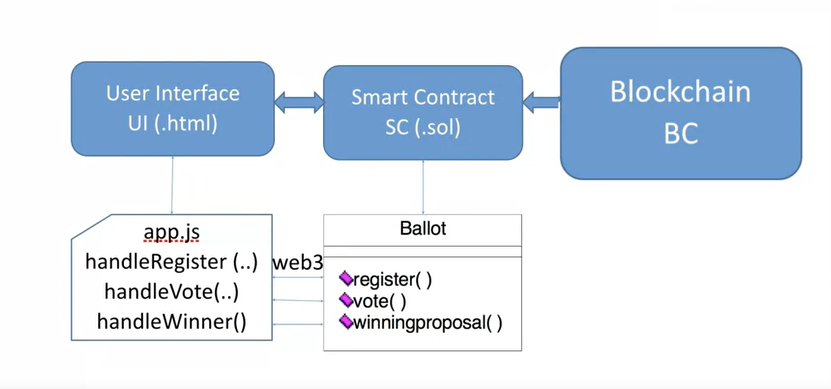 User Interface
UI (.html)
Smart Contract
SC (.sol)
Blockchain
BC
app.js
handleRegister (..)
handleVote(..)
handleWinner()
web3
Ballot
register( )
vote( )
winningproposal( )